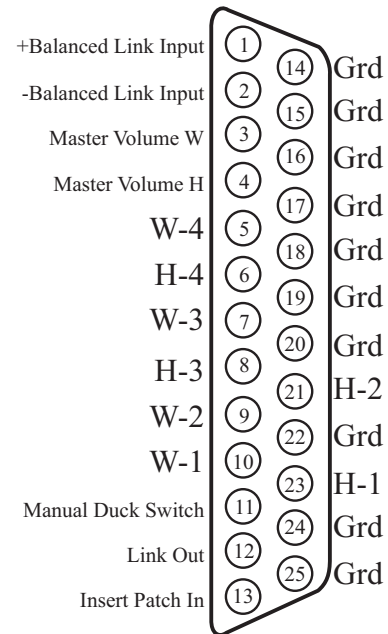 +Balanced Link Input 1
14 Grd
-Balanced Link Input 2
15 Grd
Master Volume W 3
16 Grd
Master Volume H 4
17 Grd
W-4 5
18 Grd
H-4 6
19 Grd
W-3 7
20 Grd
H-3 8
21 H-2
W-2 9
22 Grd
W-1 10
23 H-1
Manual Duck Switch 11
24 Grd
Link Out 12
25 Grd
Insert Patch In 13